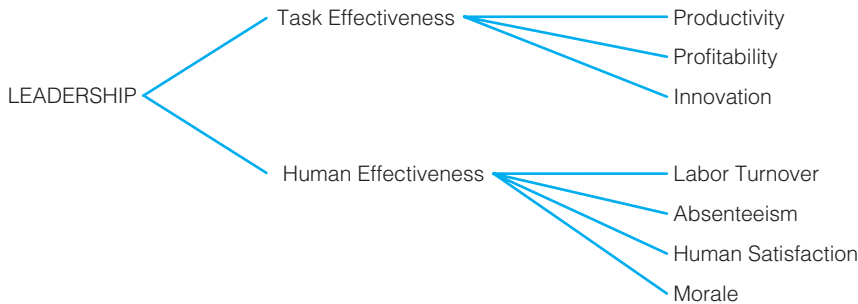 Task Effectiveness
Productivity
Profitability
LEADERSHIP
Innovation
Human Effectiveness
Labor Turnover
Absenteeism
Human Satisfaction
Morale